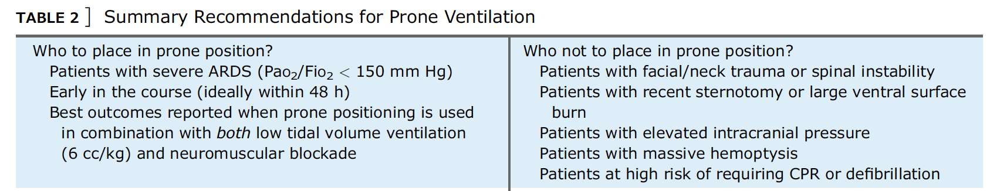 TABLE 2 ] Summary Recommendations for Prone Ventilation
Who to place in prone position?
Patients with severe ARDS (Pao₂/Fio₂ < 150 mm Hg)
Early in the course (ideally within 48 h)
Best outcomes reported when prone positioning is used
in combination with both low tidal volume ventilation
(6 cc/kg) and neuromuscular blockade
Who not to place in prone position?
Patients with facial/neck trauma or spinal instability
Patients with recent sternotomy or large ventral surface
burn
Patients with elevated intracranial pressure
Patients with massive hemoptysis
Patients at high risk of requiring CPR or defibrillation